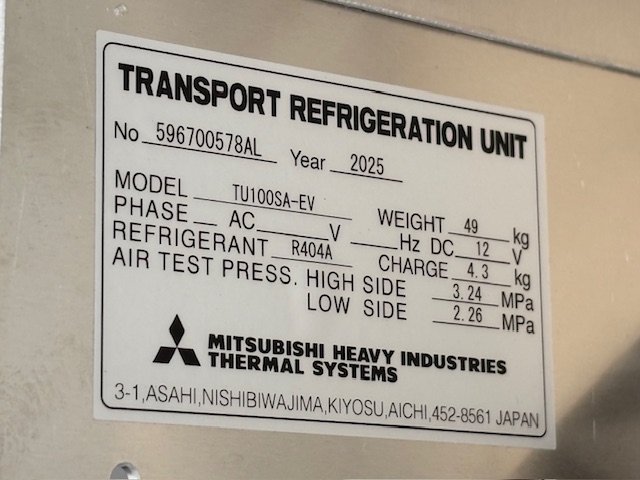 TRANSPORT REFRIGERATION UNIT
No 596700578AL Year 2025
MODEL TU100SA-EV WEIGHT 49 kg
PHASE AC V Hz DC 12 V
REFRIGERANT R404A CHARGE 4.3 kg
AIR TEST PRESS. HIGH SIDE 3.24 MPa
LOW SIDE 2.26 MPa
MITSUBISHI HEAVY INDUSTRIES
THERMAL SYSTEMS
3-1,ASAHI,NISHIBIWAJIMA,KIYOSU,AICHI,452-8561 JAPAN